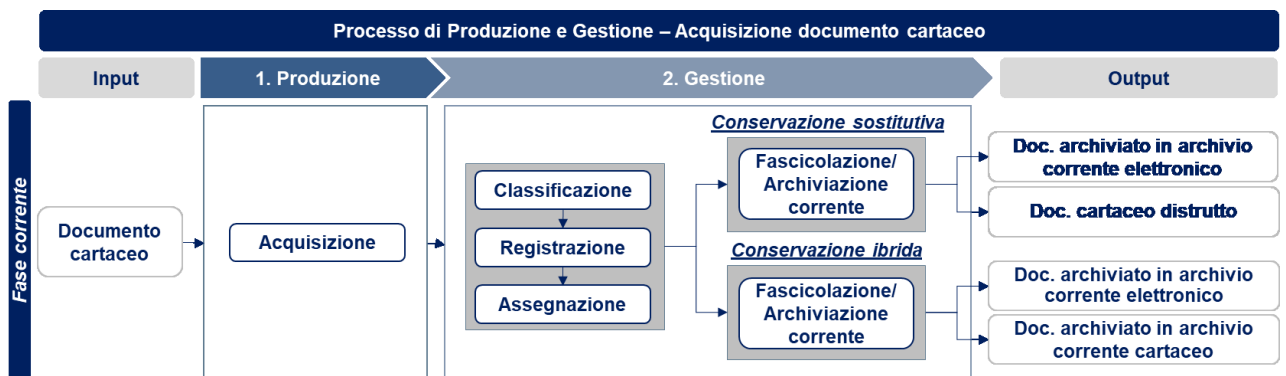 Processo di Produzione e Gestione – Acquisizione documento cartaceo
Input
1. Produzione
2. Gestione
Output
Fase corrente
Documento
cartaceo
Acquisizione
Classificazione
Registrazione
Assegnazione
Conservazione sostitutiva
Fascicolazione/
Archiviazione
corrente
Conservazione ibrida
Fascicolazione/
Archiviazione
corrente
Doc. archiviato in archivio
corrente elettronico
Doc. cartaceo distrutto
Doc. archiviato in archivio
corrente elettronico
Doc. archiviato in archivio
corrente cartaceo